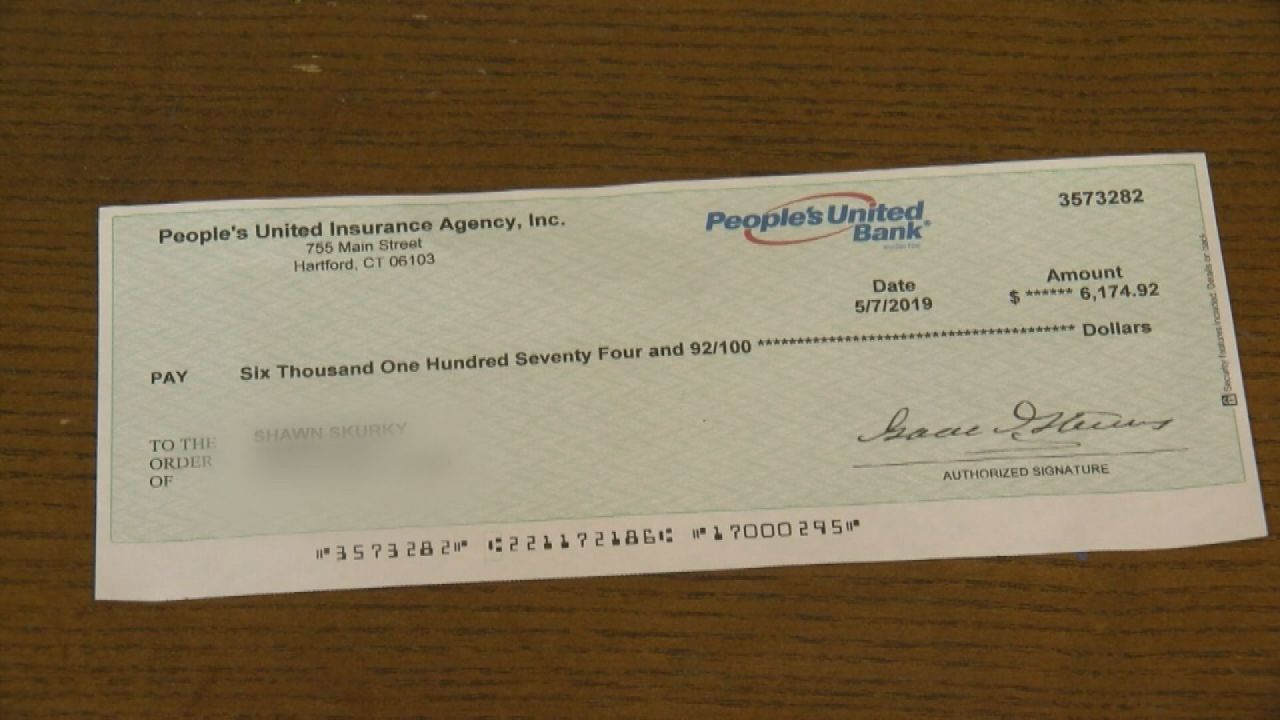 People's United Insurance Agency, Inc.
755 Main Street
Hartford, CT 06103
People's United
Bank®
3573282
Date
5/7/2019
Amount
$ ****** 6,174.92
PAY
Six Thousand One Hundred Seventy Four and 92/100 **************************************** Dollars
TO THE
ORDER
OF
SHAWN SKURKY
AUTHORIZED SIGNATURE
Security features included. Details on back.
⑈3573282⑈ ⑆221172186⑆ ⑈17000295⑈